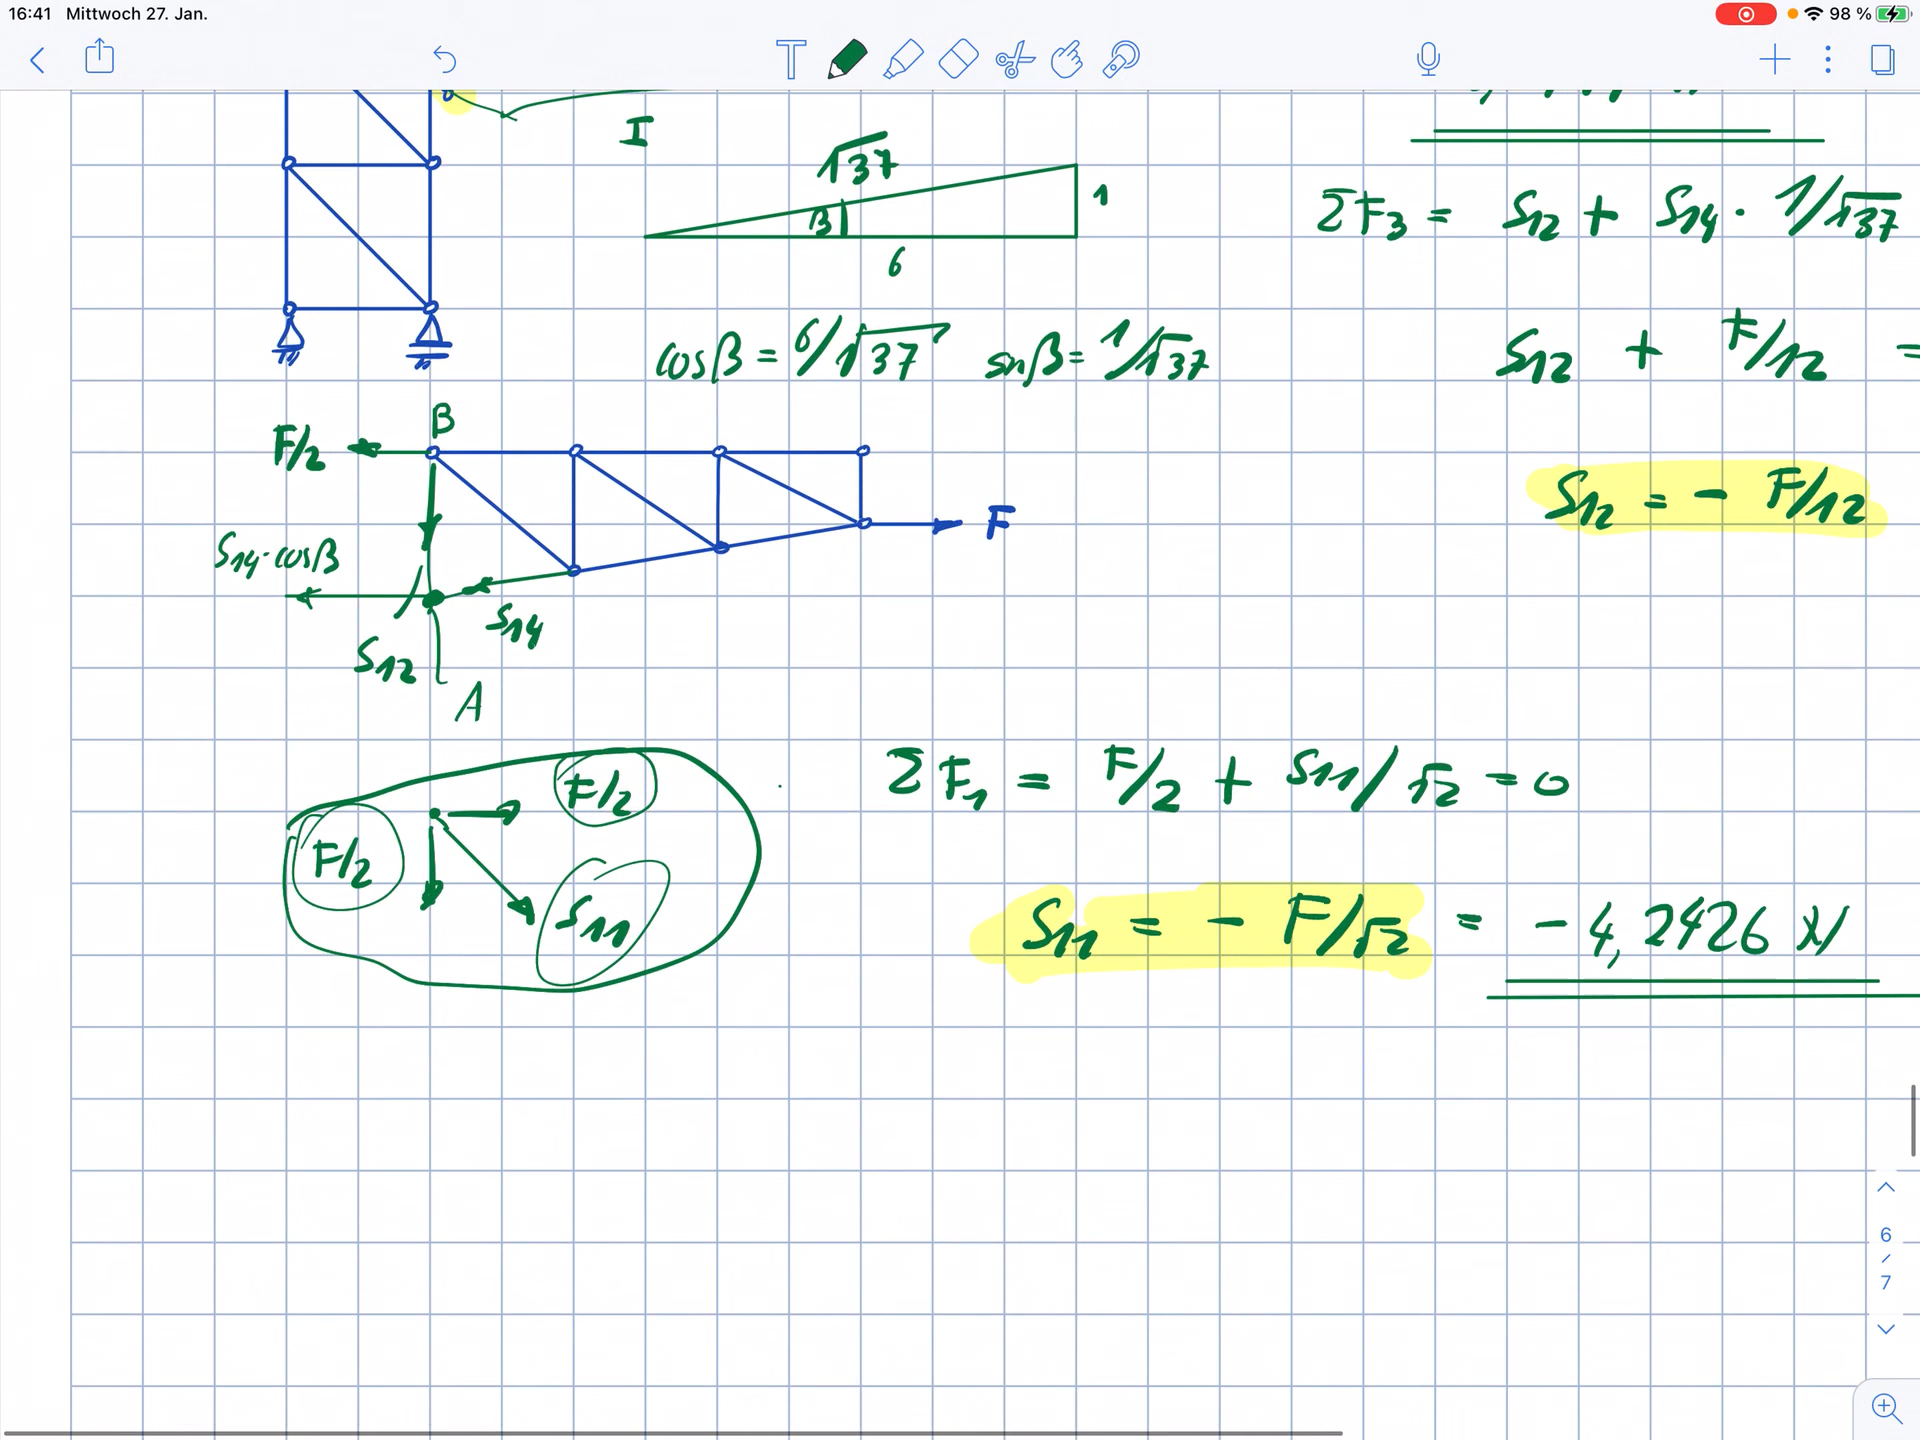 16:41 Mittwoch 27. Jan. 98 %
T
I
√37
1
β
6
cosβ = 6/√37 sinβ = 1/√37
ΣF3 = S12 + S14 · 1/√37
S12 + F/12 =
S12 = - F/12
B
F/2
F
S14·cosβ
S14
S12
A
F/2
F/2
S11
ΣF1 = F/2 + S11/√2 = 0
S11 = - F/√2 = - 4,2426
6
/
7